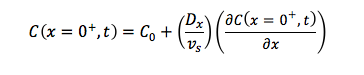 C(x = 0⁺, t) = C₀ + (Dₓ/vₛ) (∂C(x = 0⁺, t)/∂x)